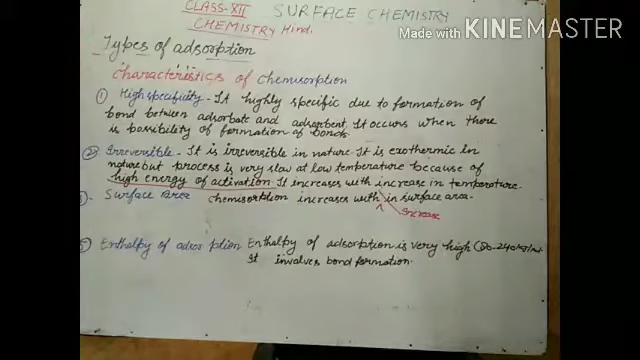 CLASS-XII SURFACE CHEMISTRY
CHEMISTRY Hindi
Made with KINEMASTER
Types of adsorption
Characteristics of chemisorption
① High specificity - It highly specific due to formation of
bond between adsorbate and adsorbent. It occurs when there
is possibility of formation of bonds
② Irreversible - It is irreversible in nature. It is exothermic in
nature but process is very slow at low temperature because of
high energy of activation. It increases with increase in temperature.
Surface Area chemisorption increases with ^ in surface area.
increase
Enthalpy of adsorption Enthalpy of adsorption is very high
It involves bond formation.